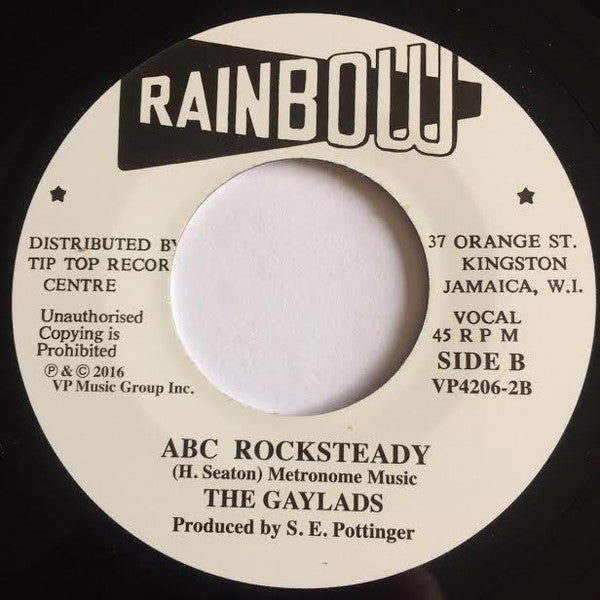 RAINBOW
DISTRIBUTED BY
TIP TOP RECOR
CENTRE
Unauthorised
Copying is
Prohibited
℗ & © 2016
VP Music Group Inc.
37 ORANGE ST.
KINGSTON
JAMAICA, W.I.
VOCAL
45 R P M
SIDE B
VP4206-2B
ABC ROCKSTEADY
(H. Seaton) Metronome Music
THE GAYLADS
Produced by S. E. Pottinger